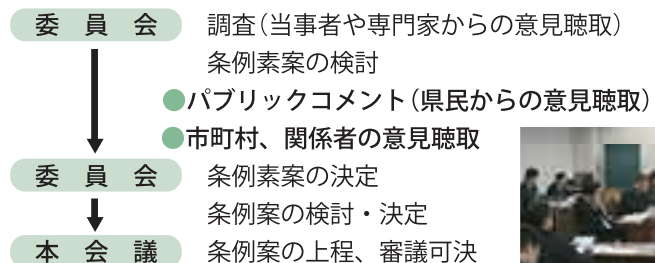 委員会 調査（当事者や専門家からの意見聴取）
条例素案の検討
●パブリックコメント（県民からの意見聴取）
●市町村、関係者の意見聴取
委員会 条例素案の決定
条例案の検討・決定
本会議 条例案の上程、審議可決